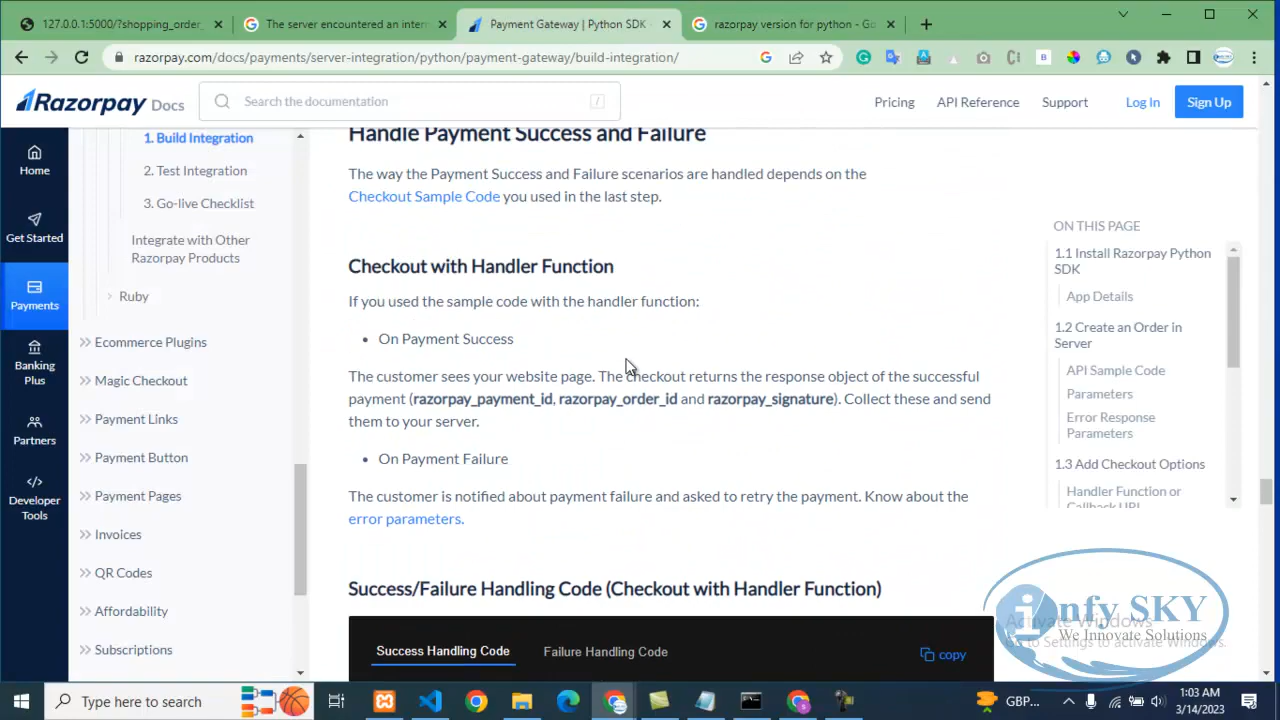 127.0.0.1:5000/?shopping_order_
The server encountered an intern
Payment Gateway | Python SDK
razorpay version for python - Go
razorpay.com/docs/payments/server-integration/python/payment-gateway/build-integration/
Razorpay Docs
Search the documentation
/
Pricing
API Reference
Support
Log In
Sign Up
Home
Get Started
Payments
Banking
Plus
Partners
Developer
Tools
1. Build Integration
2. Test Integration
3. Go-live Checklist
Integrate with Other
Razorpay Products
Ruby
Ecommerce Plugins
Magic Checkout
Payment Links
Payment Button
Payment Pages
Invoices
QR Codes
Affordability
Subscriptions
Handle Payment Success and Failure
The way the Payment Success and Failure scenarios are handled depends on the
Checkout Sample Code you used in the last step.
Checkout with Handler Function
If you used the sample code with the handler function:
• On Payment Success
The customer sees your website page. The checkout returns the response object of the successful
payment (razorpay_payment_id, razorpay_order_id and razorpay_signature). Collect these and send
them to your server.
• On Payment Failure
The customer is notified about payment failure and asked to retry the payment. Know about the
error parameters.
Success/Failure Handling Code (Checkout with Handler Function)
Success Handling Code
Failure Handling Code
copy
ON THIS PAGE
1.1 Install Razorpay Python
SDK
App Details
1.2 Create an Order in
Server
API Sample Code
Parameters
Error Response
Parameters
1.3 Add Checkout Options
Handler Function or
Callback URL
infy SKY
We Innovate Solutions
Activate Windows
Go to Settings to activate Windows.
Type here to search
GBP...
1:03 AM
3/14/2023